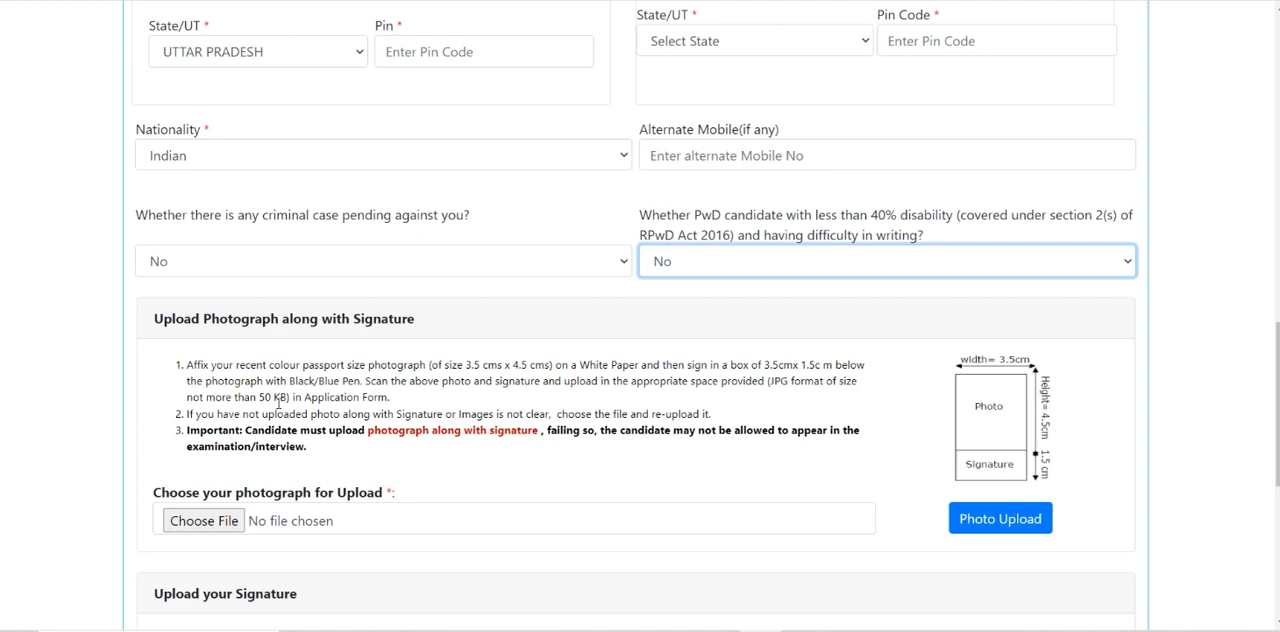 State/UT *
Pin *
State/UT *
Pin Code *
UTTAR PRADESH
Enter Pin Code
Select State
Enter Pin Code
Nationality *
Alternate Mobile(if any)
Indian
Enter alternate Mobile No
Whether there is any criminal case pending against you?
Whether PwD candidate with less than 40% disability (covered under section 2(s) of
RPwD Act 2016) and having difficulty in writing?
No
No
Upload Photograph along with Signature
1. Affix your recent colour passport size photograph (of size 3.5 cms x 4.5 cms) on a White Paper and then sign in a box of 3.5cmx 1.5c m below
the photograph with Black/Blue Pen. Scan the above photo and signature and upload in the appropriate space provided (JPG format of size
not more than 50 KB) in Application Form.
2. If you have not uploaded photo along with Signature or Images is not clear, choose the file and re-upload it.
3. Important: Candidate must upload photograph along with signature , failing so, the candidate may not be allowed to appear in the
examination/interview.
width= 3.5cm
Photo
Height= 4.5cm
Signature
1.5 cm
Choose your photograph for Upload *:
Choose File No file chosen
Photo Upload
Upload your Signature